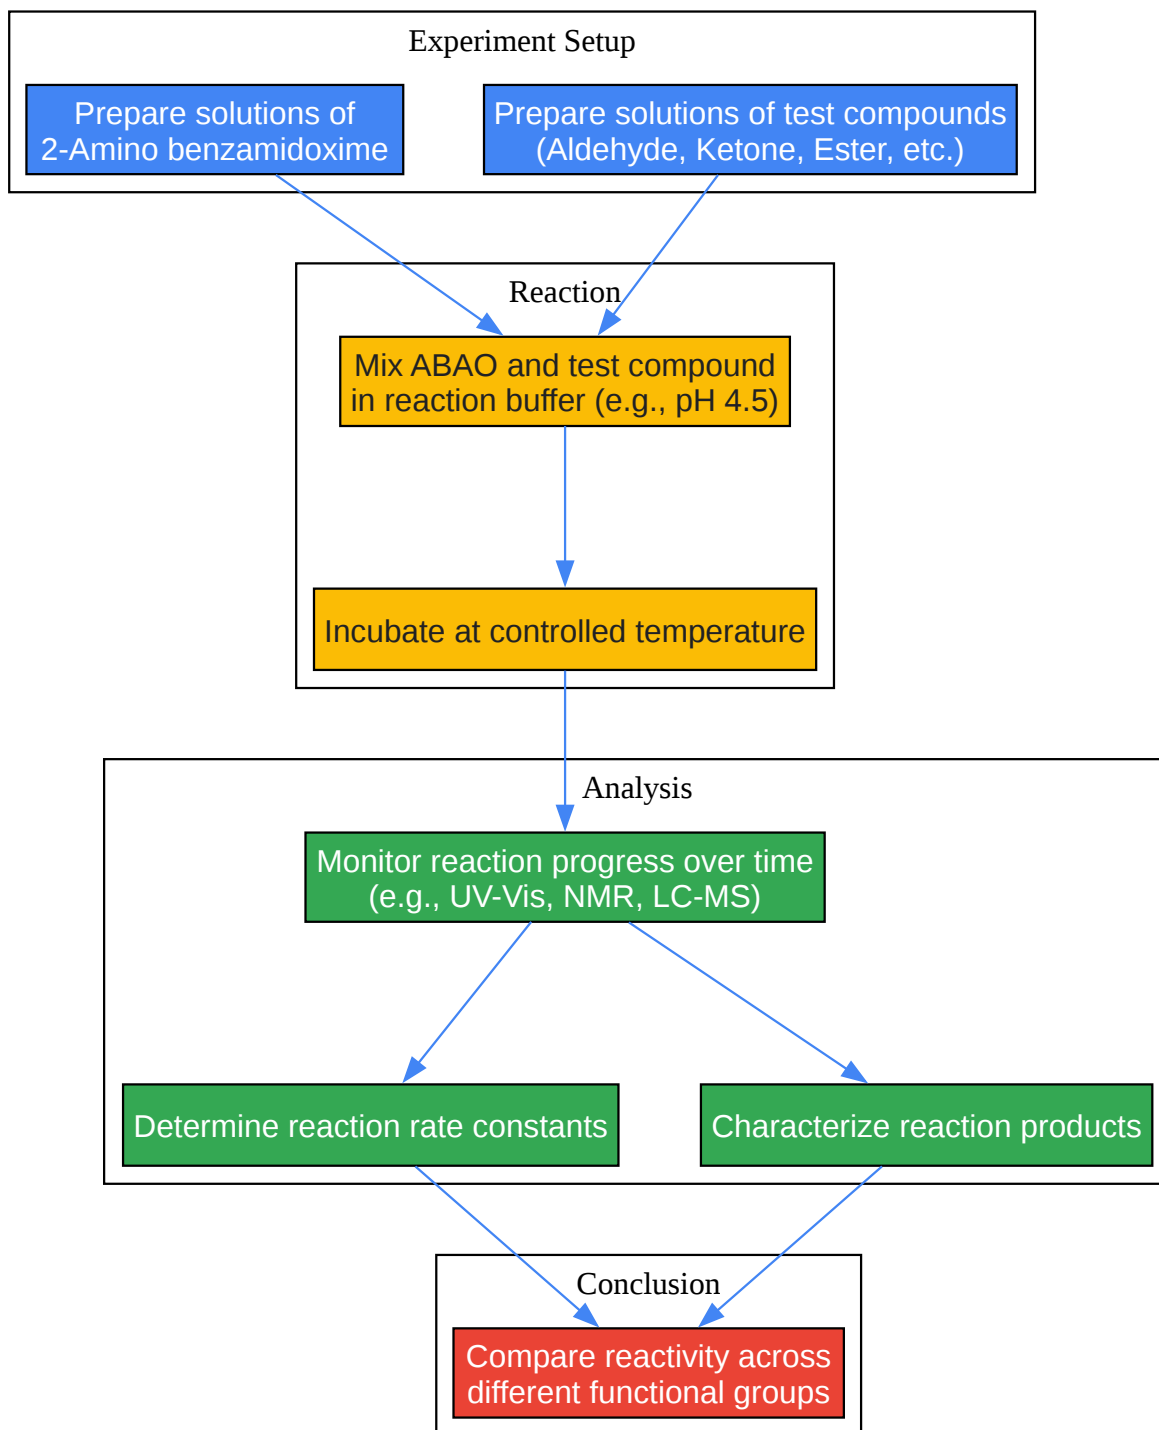 Experiment Setup
Prepare solutions of
2-Amino benzamidoxime
Prepare solutions of test compounds
(Aldehyde, Ketone, Ester, etc.)
Reaction
Mix ABAO and test compound
in reaction buffer (e.g., pH 4.5)
Incubate at controlled temperature
Analysis
Monitor reaction progress over time
(e.g., UV-Vis, NMR, LC-MS)
Determine reaction rate constants
Characterize reaction products
Conclusion
Compare reactivity across
different functional groups